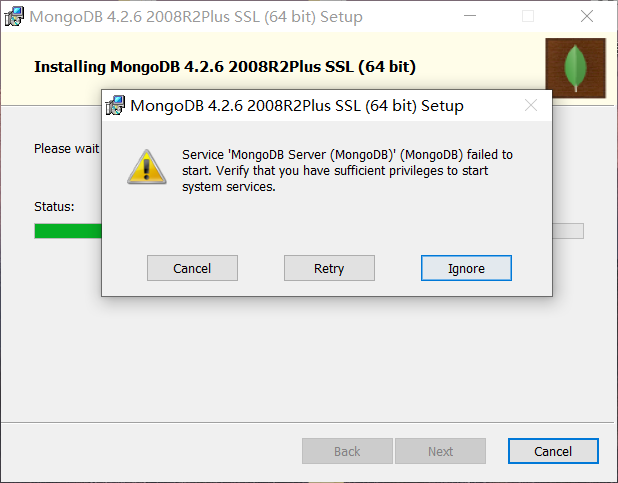 MongoDB 4.2.6 2008R2Plus SSL (64 bit) Setup
Installing MongoDB 4.2.6 2008R2Plus SSL (64 bit)
MongoDB 4.2.6 2008R2Plus SSL (64 bit) Setup
Please wait
Service 'MongoDB Server (MongoDB)' (MongoDB) failed to
start. Verify that you have sufficient privileges to start
system services.
Status:
Cancel
Retry
Ignore
Back
Next
Cancel